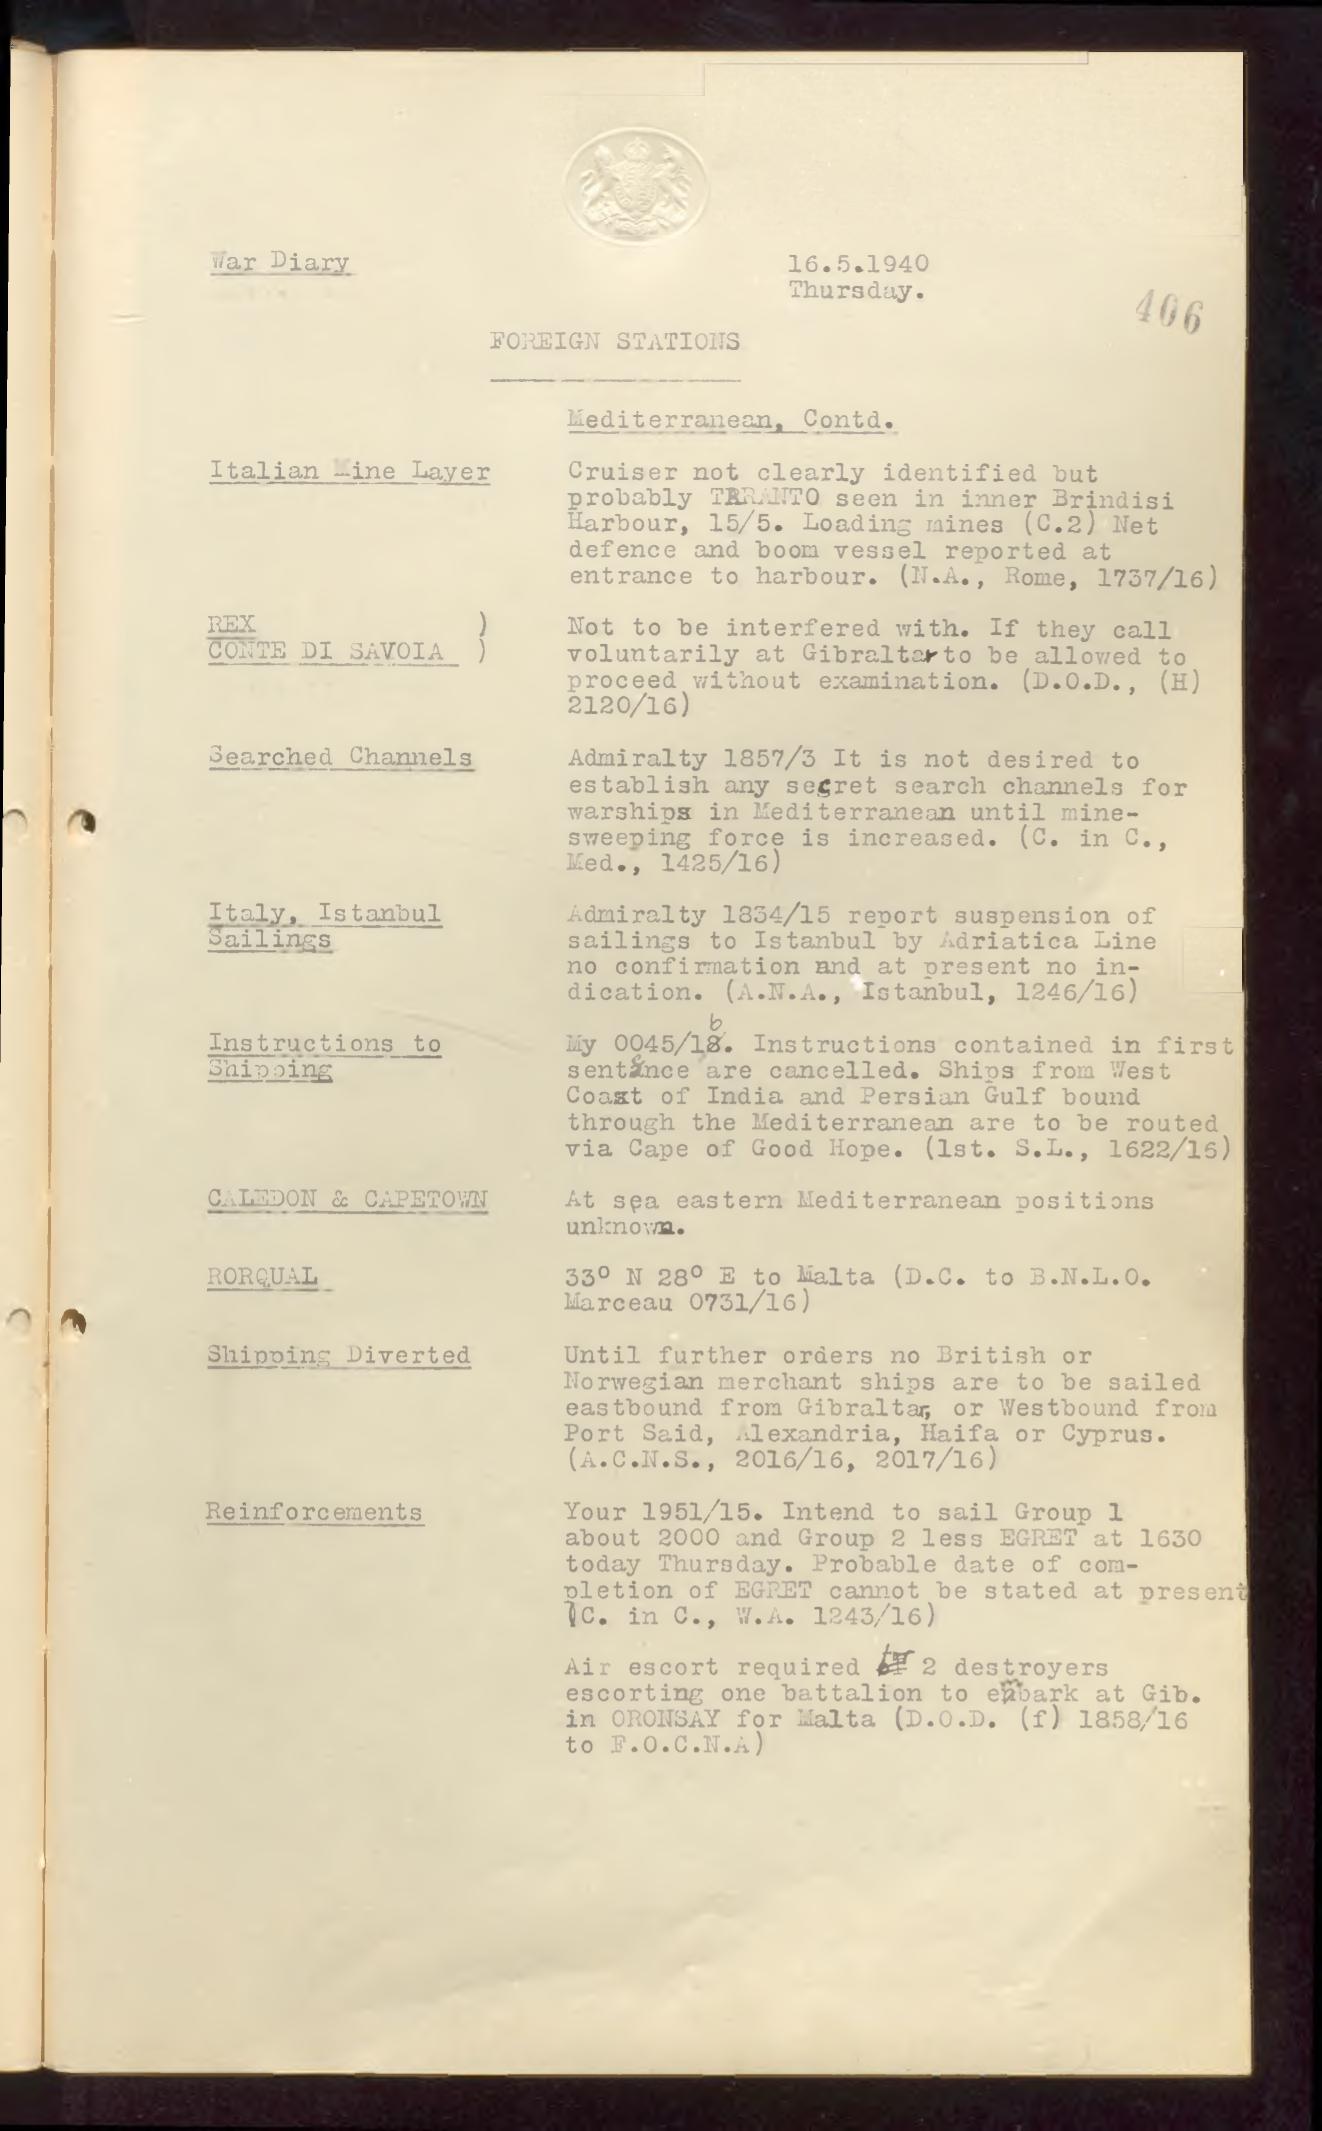 War Diary
16.5.1940
Thursday.
406
FOREIGN STATIONS
Mediterranean, Contd.
Italian Mine Layer
Cruiser not clearly identified but
probably TARANTO seen in inner Brindisi
Harbour, 15/5. Loading mines (C.2) Net
defence and boom vessel reported at
entrance to harbour. (N.A., Rome, 1737/16)
REX )
CONTE DI SAVOIA )
Not to be interfered with. If they call
voluntarily at Gibraltar to be allowed to
proceed without examination. (D.O.D., (H)
2120/16)
Searched Channels
Admiralty 1857/3 It is not desired to
establish any secret search channels for
warships in Mediterranean until mine-
sweeping force is increased. (C. in C.,
Med., 1425/16)
Italy, Istanbul
Sailings
Admiralty 1834/15 report suspension of
sailings to Istanbul by Adriatica Line
no confirmation and at present no in-
dication. (A.N.A., Istanbul, 1246/16)
Instructions to
Shipping
My 0045/16. Instructions contained in first
sentence are cancelled. Ships from West
Coast of India and Persian Gulf bound
through the Mediterranean are to be routed
via Cape of Good Hope. (1st. S.L., 1622/16)
CALEDON & CAPETOWN
At sea eastern Mediterranean positions
unknown.
RORQUAL
33° N 28° E to Malta (D.C. to B.N.L.O.
Marceau 0731/16)
Shipping Diverted
Until further orders no British or
Norwegian merchant ships are to be sailed
eastbound from Gibraltar, or Westbound from
Port Said, Alexandria, Haifa or Cyprus.
(A.C.N.S., 2016/16, 2017/16)
Reinforcements
Your 1951/15. Intend to sail Group 1
about 2000 and Group 2 less EGRET at 1630
today Thursday. Probable date of com-
pletion of EGRET cannot be stated at present
(C. in C., W.A. 1243/16)
Air escort required for 2 destroyers
escorting one battalion to embark at Gib.
in ORONSAY for Malta (D.O.D. (f) 1858/16
to F.O.C.N.A)